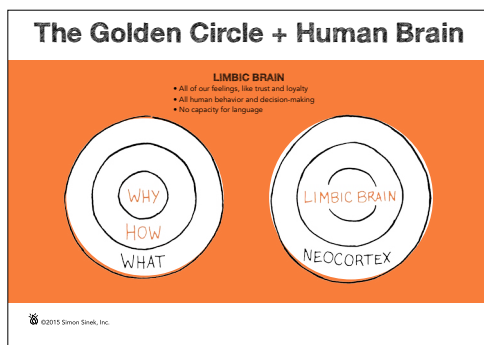 The Golden Circle + Human Brain
LIMBIC BRAIN
• All of our feelings, like trust and loyalty
• All human behavior and decision-making
• No capacity for language
WHY
HOW
WHAT
LIMBIC BRAIN
NEOCORTEX
©2015 Simon Sinek, Inc.